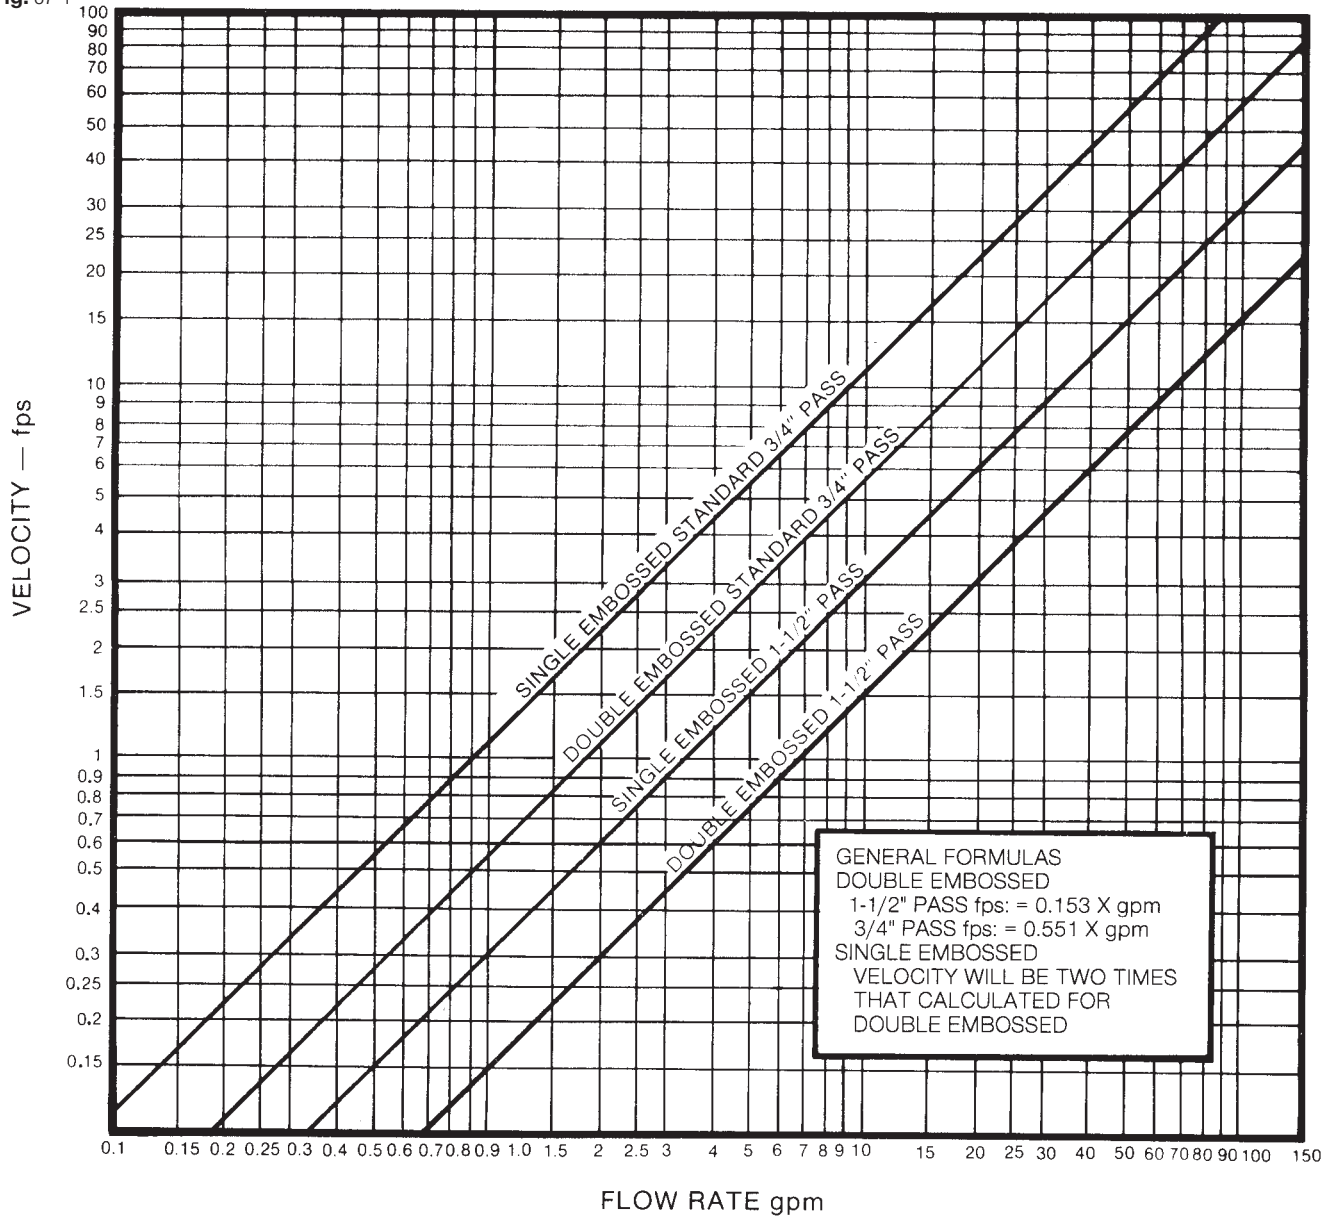 100
90
80
70
60
50
40
30
25
20
15
10
9
8
7
6
5
4
3
2.5
2
1.5
1
0.9
0.8
0.7
0.6
0.5
0.4
0.3
0.25
0.2
0.15
VELOCITY — fps
SINGLE EMBOSSED STANDARD 3/4" PASS
DOUBLE EMBOSSED STANDARD 3/4" PASS
SINGLE EMBOSSED 1-1/2" PASS
DOUBLE EMBOSSED 1-1/2" PASS
GENERAL FORMULAS
DOUBLE EMBOSSED
1-1/2" PASS fps: = 0.153 X gpm
3/4" PASS fps: = 0.551 X gpm
SINGLE EMBOSSED
VELOCITY WILL BE TWO TIMES
THAT CALCULATED FOR
DOUBLE EMBOSSED
0.1 0.15 0.2 0.25 0.3 0.4 0.5 0.6 0.7 0.8 0.9 1.0 1.5 2 2.5 3 4 5 6 7 8 9 10 15 20 25 30 40 50 60 70 80 90 100 150
FLOW RATE gpm